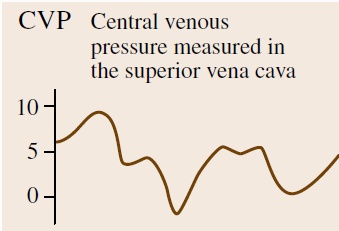 CVP Central venous
pressure measured in
the superior vena cava
10
5
0